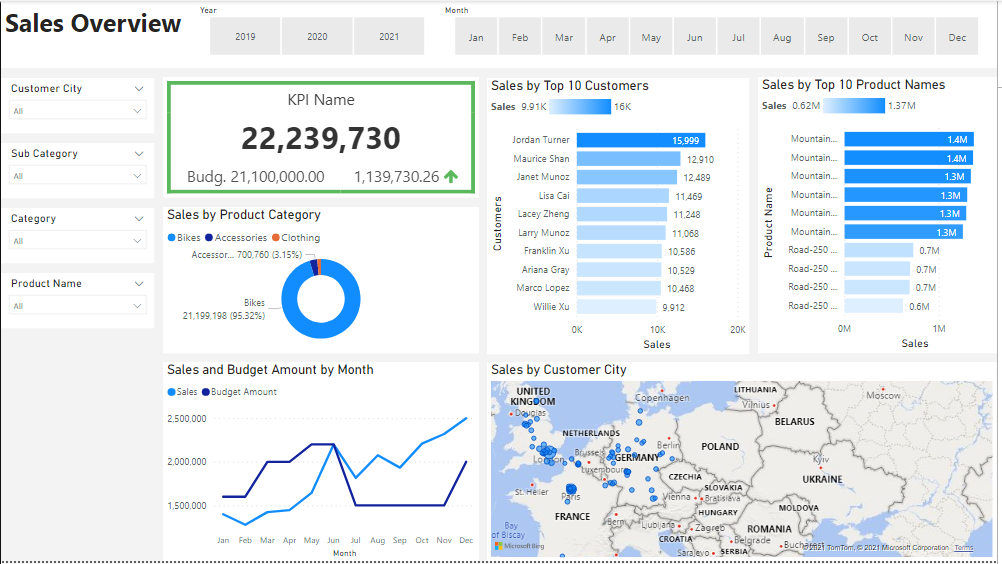 Sales Overview
Year
2019 2020 2021
Month
Jan Feb Mar Apr May Jun Jul Aug Sep Oct Nov Dec
Customer City
All
Sub Category
All
Category
All
Product Name
All
KPI Name
22,239,730
Budg. 21,100,000.00 1,139,730.26
Sales by Product Category
Bikes Accessories Clothing
Accessor... 700,760 (3.15%)
Bikes
21,199,198 (95.32%)
Sales by Top 10 Customers
Sales 9.91K 16K
Customers
Jordan Turner 15,999
Maurice Shan 12,910
Janet Munoz 12,489
Lisa Cai 11,469
Lacey Zheng 11,248
Larry Munoz 11,068
Franklin Xu 10,586
Ariana Gray 10,529
Marco Lopez 10,468
Willie Xu 9,912
0K 10K 20K
Sales
Sales by Top 10 Product Names
Sales 0.62M 1.37M
Product Name
Mountain... 1.4M
Mountain... 1.4M
Mountain... 1.3M
Mountain... 1.3M
Mountain... 1.3M
Mountain... 1.3M
Road-250 ... 0.7M
Road-250 ... 0.7M
Road-250 ... 0.7M
Road-250 ... 0.6M
0M 1M
Sales
Sales and Budget Amount by Month
Sales Budget Amount
2,500,000
2,000,000
1,500,000
Jan Feb Mar Apr May Jun Jul Aug Sep Oct Nov Dec
Month
Sales by Customer City
UNITED
KINGDOM
Douglas
Copenhagen
LITHUANIA
Vilnius
Moscow
BELARUS
NETHERLANDS
Berlin
POLAND
Brussels
GERMANY
Luxembourg
Kyiv
CZECHIA
UKRAINE
St. Helier
Paris
SLOVAKIA
Vienna
Bratislava
FRANCE
Bern
HUNGARY
MOLDOVA
Bay
of Biscay
Ljubljana
Zagreb
ROMANIA
CROATIA
Belgrade
Sarajevo
SERBIA
Microsoft Bing
© 2021 TomTom, © 2021 Microsoft Corporation Terms